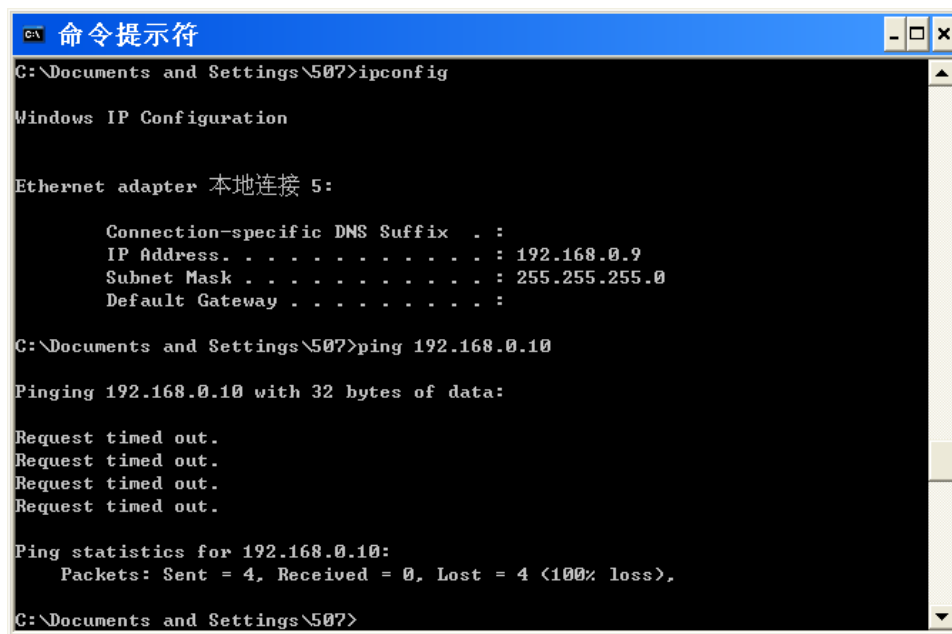 命令提示符
C:\Documents and Settings\507>ipconfig
Windows IP Configuration
Ethernet adapter 本地连接 5:
Connection-specific DNS Suffix  . :
IP Address. . . . . . . . . . . . : 192.168.0.9
Subnet Mask . . . . . . . . . . . : 255.255.255.0
Default Gateway . . . . . . . . . :
C:\Documents and Settings\507>ping 192.168.0.10
Pinging 192.168.0.10 with 32 bytes of data:
Request timed out.
Request timed out.
Request timed out.
Request timed out.
Ping statistics for 192.168.0.10:
Packets: Sent = 4, Received = 0, Lost = 4 (100% loss),
C:\Documents and Settings\507>